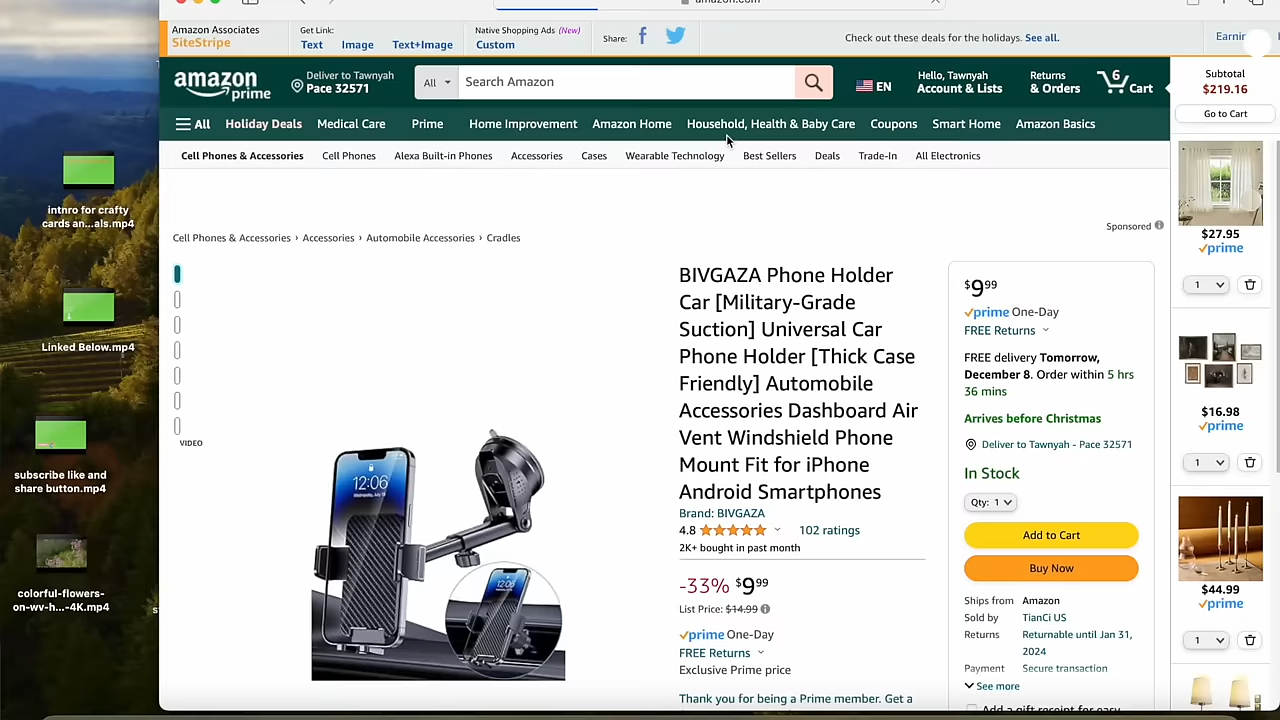 amazon.com
Amazon Associates
SiteStripe
Get Link:
Text Image Text+Image
Native Shopping Ads (New)
Custom
Share:
Check out these deals for the holidays. See all.
amazon prime
Deliver to Tawnyah
Pace 32571
All
Search Amazon
EN
Hello, Tawnyah
Account & Lists
Returns
& Orders
6
Cart
Subtotal
$219.16
Go to Cart
All Holiday Deals Medical Care Prime Home Improvement Amazon Home Household, Health & Baby Care Coupons Smart Home Amazon Basics
Cell Phones & Accessories Cell Phones Alexa Built-in Phones Accessories Cases Wearable Technology Best Sellers Deals Trade-In All Electronics
Sponsored
Cell Phones & Accessories › Accessories › Automobile Accessories › Cradles
VIDEO
12:06
BIVGAZA Phone Holder
Car [Military-Grade
Suction] Universal Car
Phone Holder [Thick Case
Friendly] Automobile
Accessories Dashboard Air
Vent Windshield Phone
Mount Fit for iPhone
Android Smartphones
Brand: BIVGAZA
4.8 102 ratings
2K+ bought in past month
-33% $9.99
List Price: $14.99
prime One-Day
FREE Returns
Exclusive Prime price
Thank you for being a Prime member. Get a
$9.99
prime One-Day
FREE Returns
FREE delivery Tomorrow,
December 8. Order within 5 hrs
36 mins
Arrives before Christmas
Deliver to Tawnyah - Pace 32571
In Stock
Qty: 1
Add to Cart
Buy Now
Ships from Amazon
Sold by TianCi US
Returns Returnable until Jan 31,
2024
Payment Secure transaction
See more
Add a gift receipt for easy
$27.95
prime
1
$16.98
prime
1
$44.99
prime
1
intnro for crafty
cards an...als.mp4
Linked Below.mp4
subscribe like and
share button.mp4
colorful-flowers-
on-wv-h...-4K.mp4